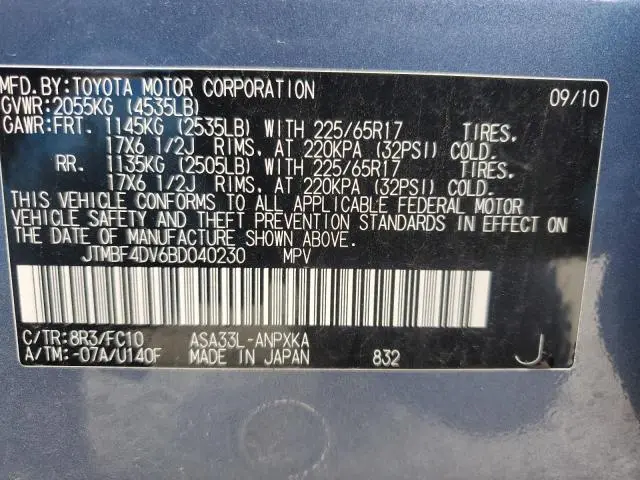 MFD. BY: TOYOTA MOTOR CORPORATION 09/10
GVWR: 2055KG (4535LB)
GAWR: FRT. 1145KG (2535LB) WITH 225/65R17 TIRES.
17X6 1/2J RIMS, AT 220KPA (32PSI) COLD.
RR. 1135KG (2505LB) WITH 225/65R17 TIRES.
17X6 1/2J RIMS, AT 220KPA (32PSI) COLD.
THIS VEHICLE CONFORMS TO ALL APPLICABLE FEDERAL MOTOR
VEHICLE SAFETY AND THEFT PREVENTION STANDARDS IN EFFECT ON
THE DATE OF MANUFACTURE SHOWN ABOVE.
JTMBF4DV6BD040230 MPV
C/TR: 8R3/FC10 ASA33L-ANPXKA
A/TM: -07A/U140F MADE IN JAPAN 832 J